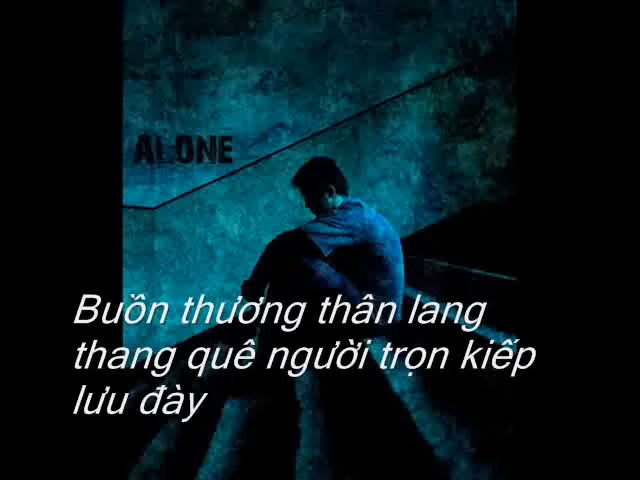 ALONE
Buồn thương thân lang
thang quê người trọn kiếp
lưu đày